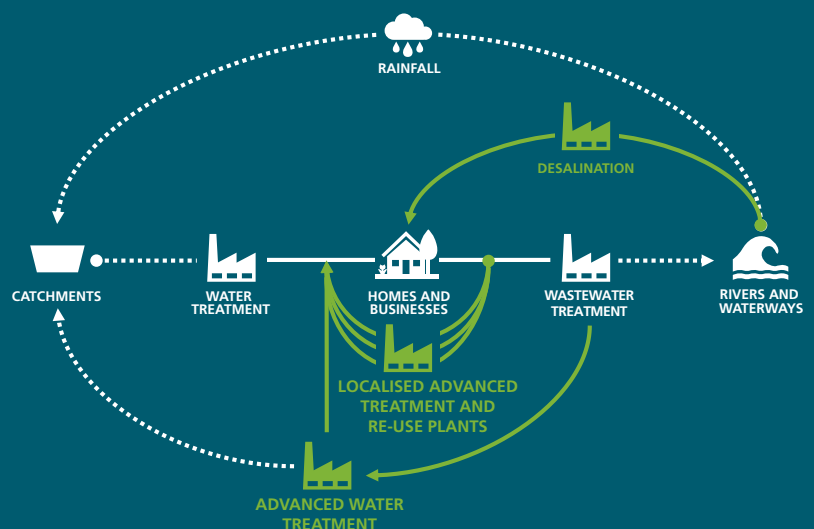 RAINFALL
DESALINATION
CATCHMENTS
WATER
TREATMENT
HOMES AND
BUSINESSES
WASTEWATER
TREATMENT
RIVERS AND
WATERWAYS
LOCALISED ADVANCED
TREATMENT AND
RE-USE PLANTS
ADVANCED WATER
TREATMENT